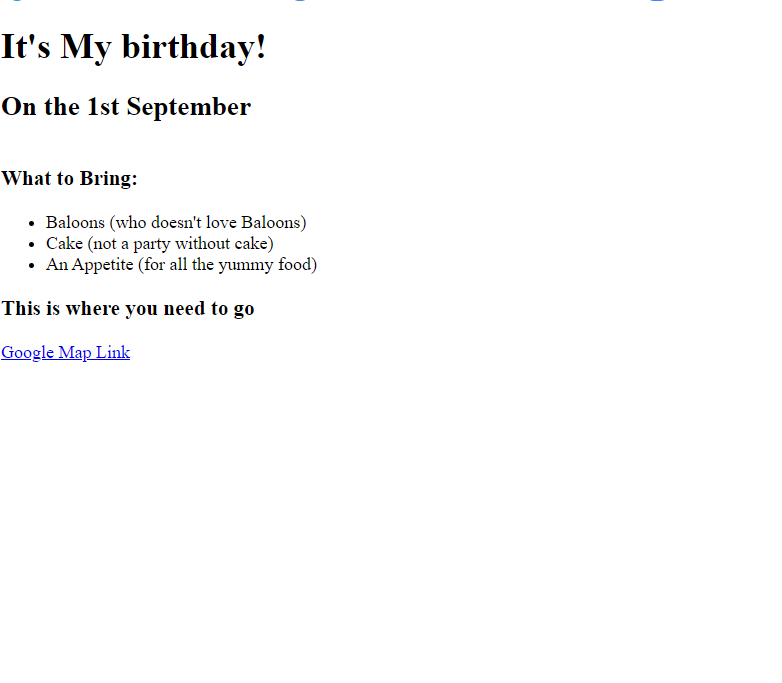 It's My birthday!
On the 1st September
What to Bring:
Baloons (who doesn't love Baloons)
Cake (not a party without cake)
An Appetite (for all the yummy food)
This is where you need to go
Google Map Link